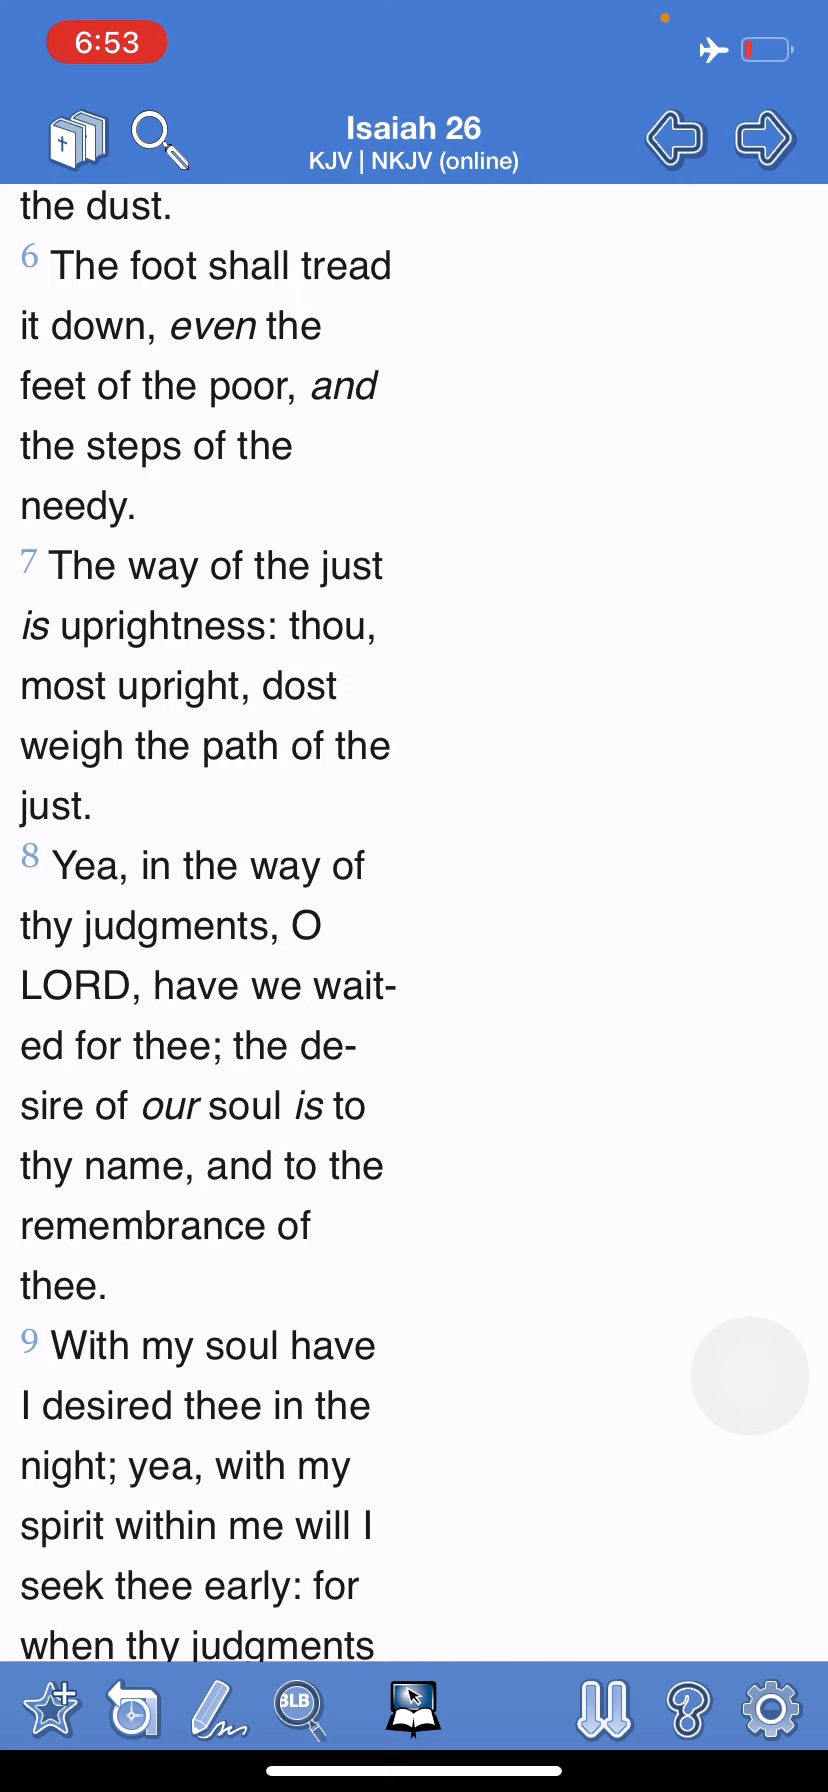 6:53
Isaiah 26
KJV | NKJV (online)
the dust.
6 The foot shall tread
it down, even the
feet of the poor, and
the steps of the
needy.
7 The way of the just
is uprightness: thou,
most upright, dost
weigh the path of the
just.
8 Yea, in the way of
thy judgments, O
LORD, have we wait-
ed for thee; the de-
sire of our soul is to
thy name, and to the
remembrance of
thee.
9 With my soul have
I desired thee in the
night; yea, with my
spirit within me will I
seek thee early: for
when thy judgments
BLB